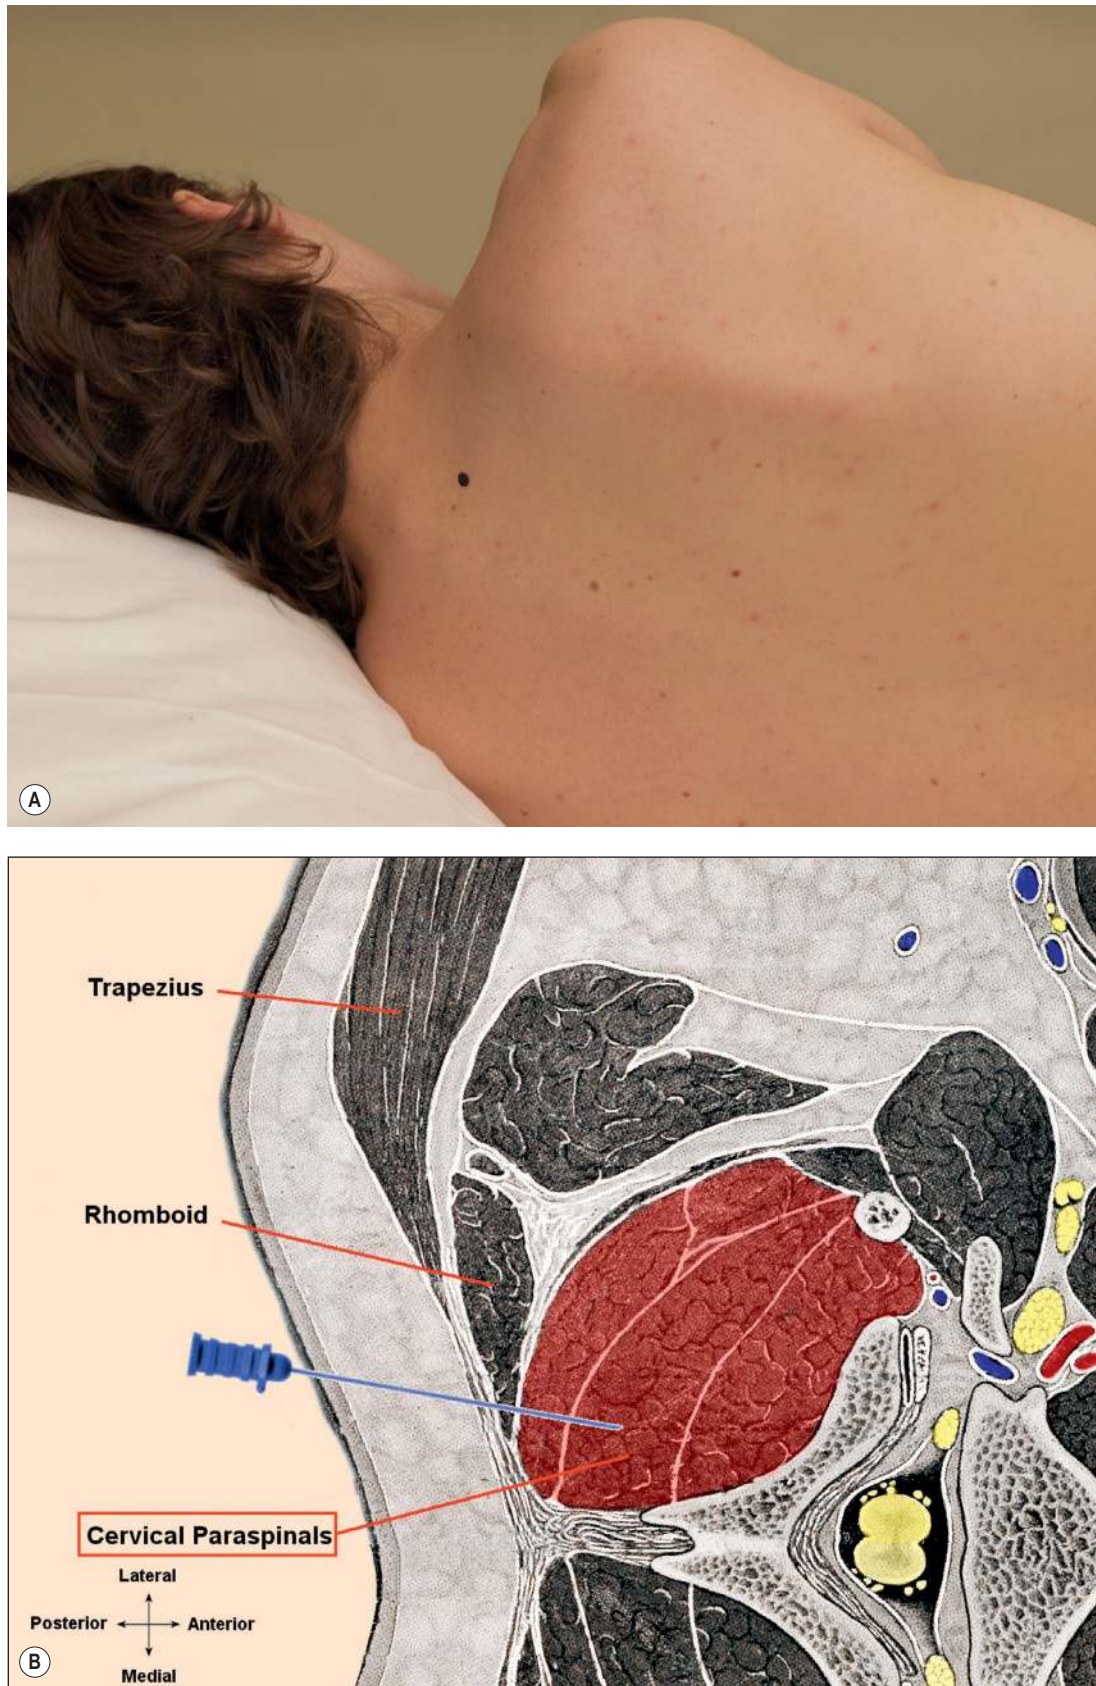 A
Trapezius
Rhomboid
Cervical Paraspinals
Lateral
Posterior
Anterior
Medial
B